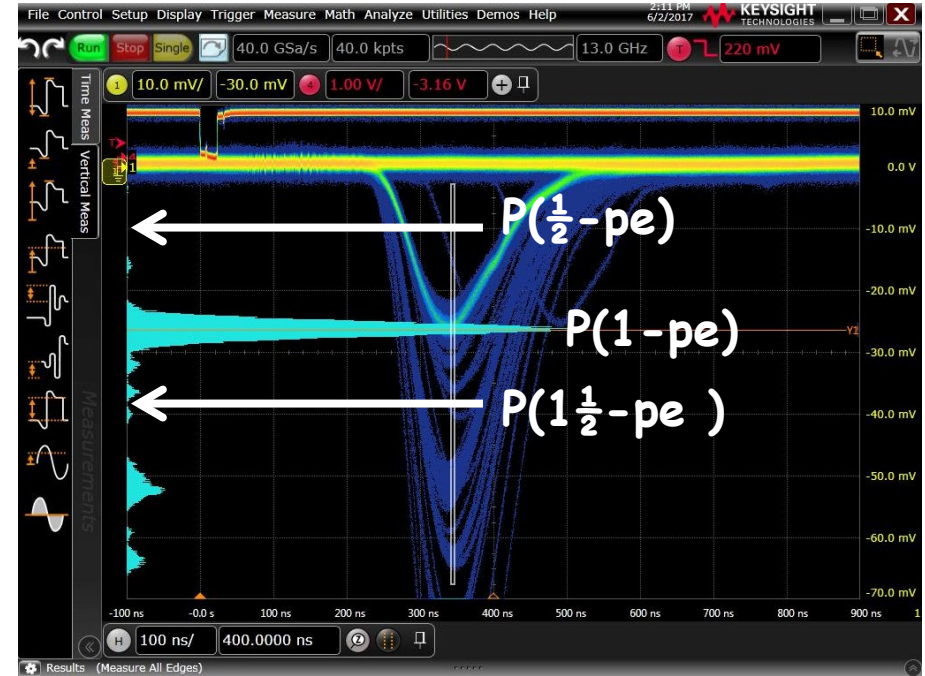 File Control Setup Display Trigger Measure Math Analyze Utilities Demos Help
2:11 PM
6/2/2017
KEYSIGHT
TECHNOLOGIES
Run Stop Single 40.0 GSa/s 40.0 kpts 13.0 GHz T 220 mV
1 10.0 mV/ -30.0 mV 4 1.00 V/ -3.16 V
Time Meas
Vertical Meas
Measurements
10.0 mV
0.0 V
-10.0 mV
-20.0 mV
-30.0 mV
-40.0 mV
-50.0 mV
-60.0 mV
-70.0 mV
T
4
1
P(½-pe)
P(1-pe)
Y1
P(1½-pe )
-100 ns -0.0 s 100 ns 200 ns 300 ns 400 ns 500 ns 600 ns 700 ns 800 ns 900 ns 1
H 100 ns/ 400.0000 ns
Results (Measure All Edges)